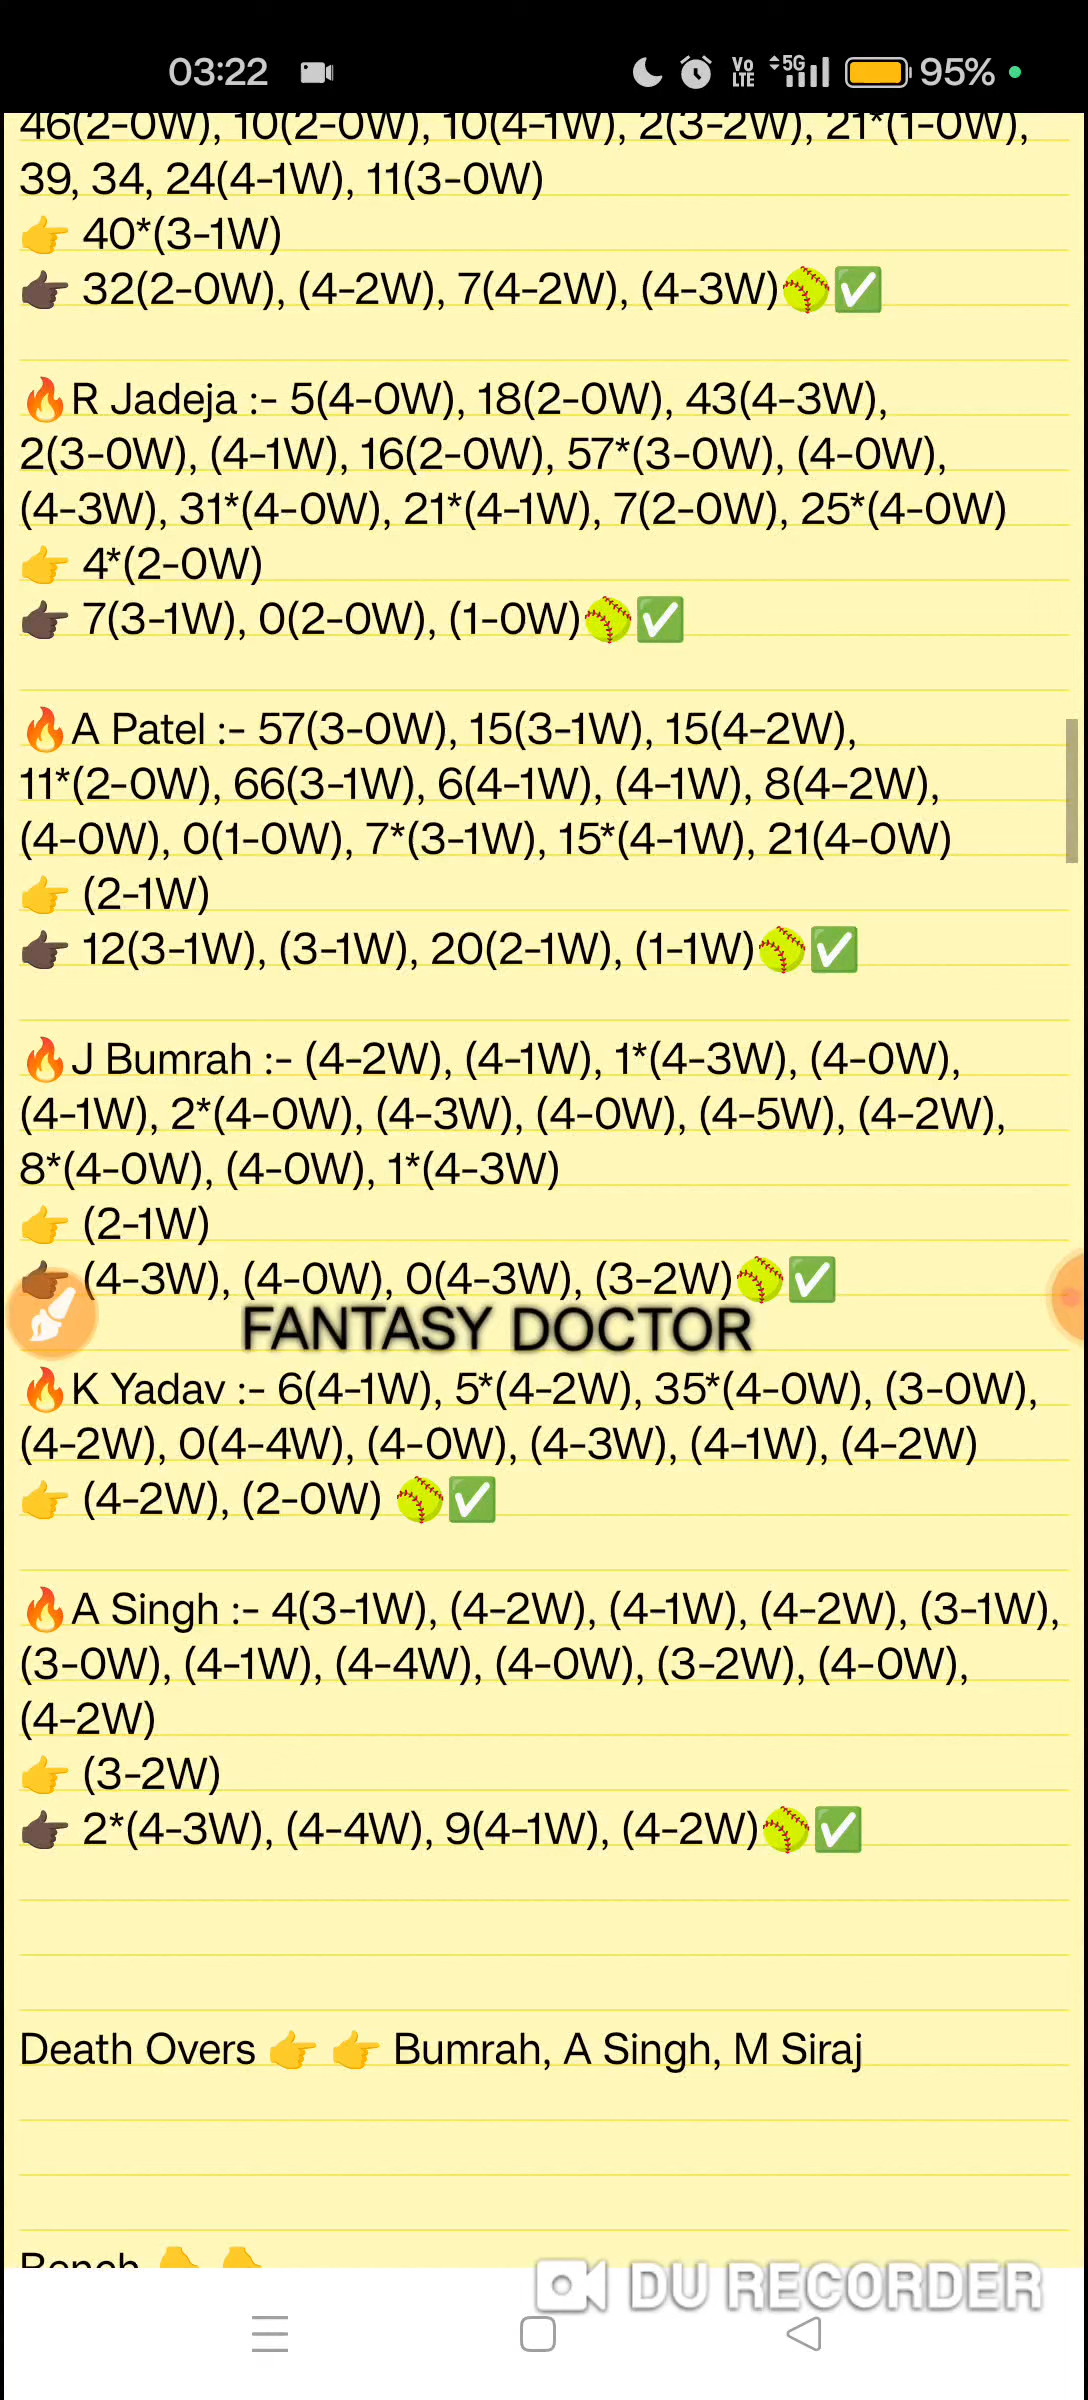 03:22 Vo LTE 5G 95%
46(2-0W), 10(2-0W), 10(4-1W), 2(3-2W), 21*(1-0W),
39, 34, 24(4-1W), 11(3-0W)
👉 40*(3-1W)
👉🏿 32(2-0W), (4-2W), 7(4-2W), (4-3W)🥎✅
🔥R Jadeja :- 5(4-0W), 18(2-0W), 43(4-3W),
2(3-0W), (4-1W), 16(2-0W), 57*(3-0W), (4-0W),
(4-3W), 31*(4-0W), 21*(4-1W), 7(2-0W), 25*(4-0W)
👉 4*(2-0W)
👉🏿 7(3-1W), 0(2-0W), (1-0W)🥎✅
🔥A Patel :- 57(3-0W), 15(3-1W), 15(4-2W),
11*(2-0W), 66(3-1W), 6(4-1W), (4-1W), 8(4-2W),
(4-0W), 0(1-0W), 7*(3-1W), 15*(4-1W), 21(4-0W)
👉 (2-1W)
👉🏿 12(3-1W), (3-1W), 20(2-1W), (1-1W)🥎✅
🔥J Bumrah :- (4-2W), (4-1W), 1*(4-3W), (4-0W),
(4-1W), 2*(4-0W), (4-3W), (4-0W), (4-5W), (4-2W),
8*(4-0W), (4-0W), 1*(4-3W)
👉 (2-1W)
👉🏿 (4-3W), (4-0W), 0(4-3W), (3-2W)🥎✅
FANTASY DOCTOR
🔥K Yadav :- 6(4-1W), 5*(4-2W), 35*(4-0W), (3-0W),
(4-2W), 0(4-4W), (4-0W), (4-3W), (4-1W), (4-2W)
👉 (4-2W), (2-0W) 🥎✅
🔥A Singh :- 4(3-1W), (4-2W), (4-1W), (4-2W), (3-1W),
(3-0W), (4-1W), (4-4W), (4-0W), (3-2W), (4-0W),
(4-2W)
👉 (3-2W)
👉🏿 2*(4-3W), (4-4W), 9(4-1W), (4-2W)🥎✅
Death Overs 👉 👉 Bumrah, A Singh, M Siraj
Bench 👇 👇
DU RECORDER